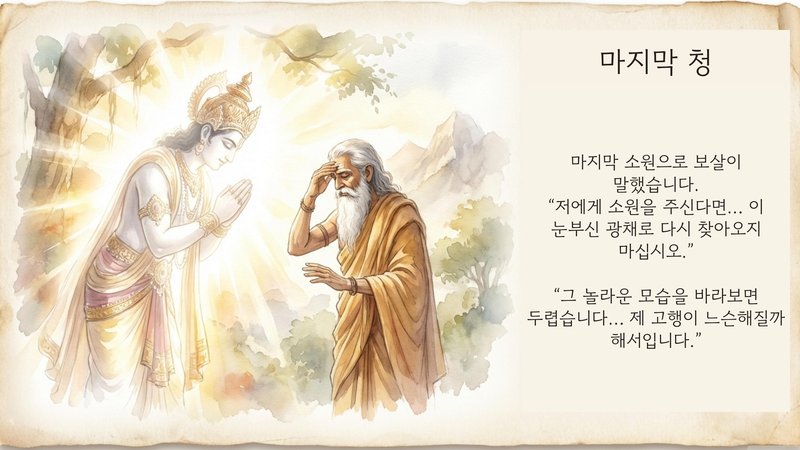 마지막 청
마지막 소원으로 보살이
말했습니다.
“저에게 소원을 주신다면... 이
눈부신 광채로 다시 찾아오지
마십시오.”
“그 놀라운 모습을 바라보면
두렵습니다... 제 고행이 느슨해질까
해서입니다.”